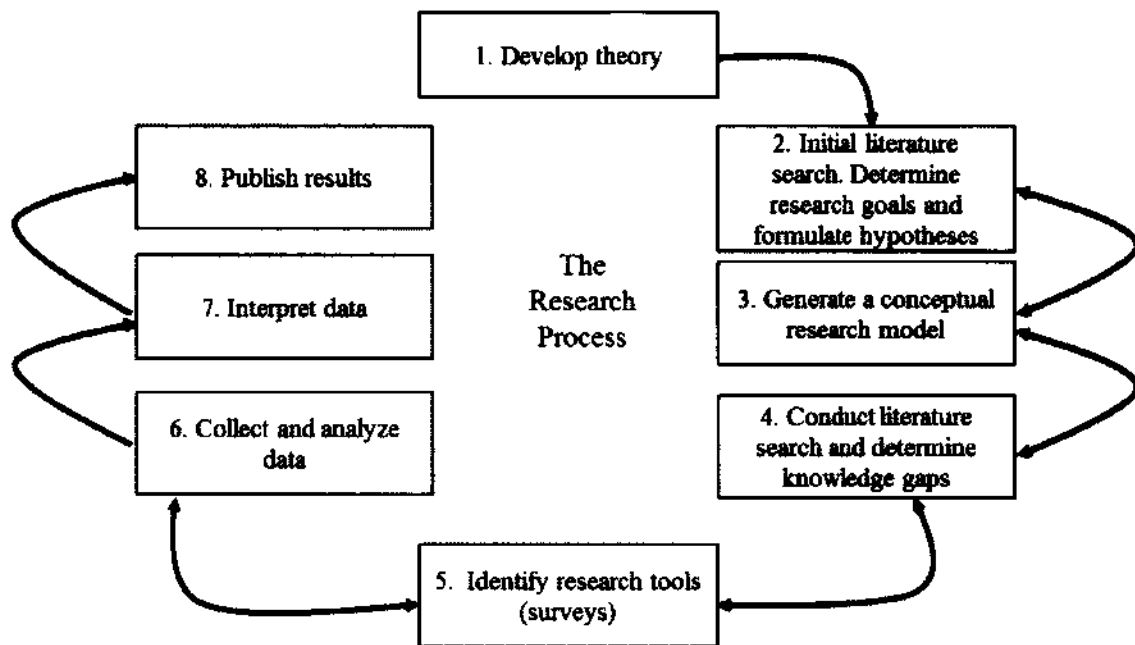 1. Develop theory
2. Initial literature
search. Determine
research goals and
formulate hypotheses
3. Generate a conceptual
research model
4. Conduct literature
search and determine
knowledge gaps
5. Identify research tools
(surveys)
6. Collect and analyze
data
7. Interpret data
8. Publish results
The
Research
Process